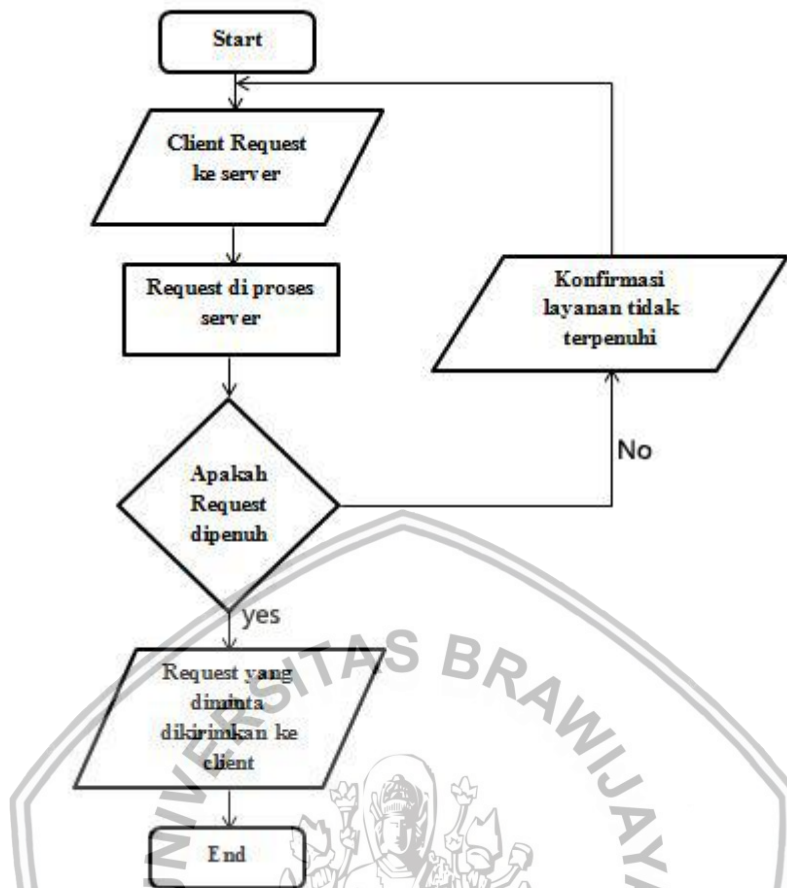 Start
Client Request
ke server
Request di proses
server
Konfirmasi
layanan tidak
terpenuhi
Apakah
Request
dipenuh
No
yes
Request yang
diminta
dikirimkan ke
client
End
UNIVERSITAS BRAWIJAYA